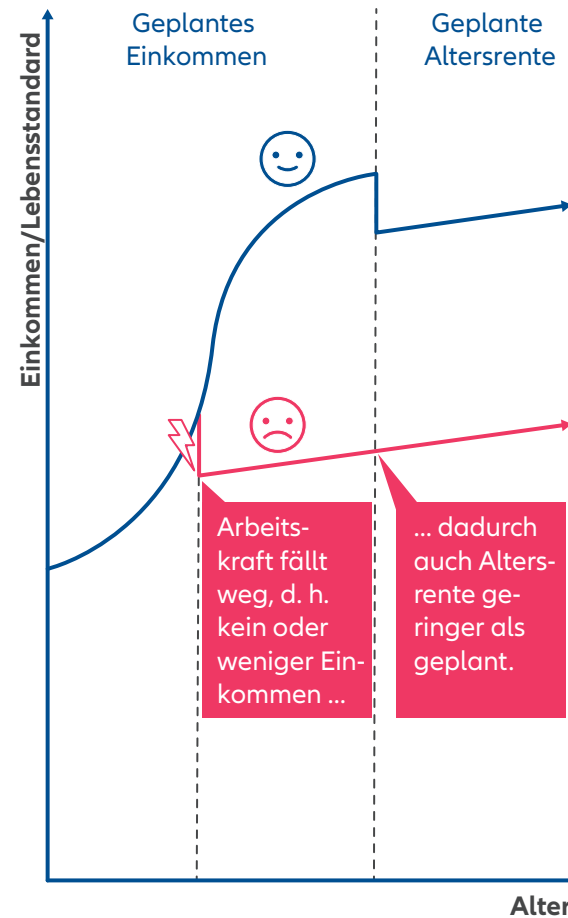 Geplantes
Einkommen
Geplante
Altersrente
Einkommen/Lebensstandard
Arbeits-
kraft fällt
weg, d. h.
kein oder
weniger Ein-
kommen ...
... dadurch
auch Alters-
rente ge-
ringer als
geplant.
Alter